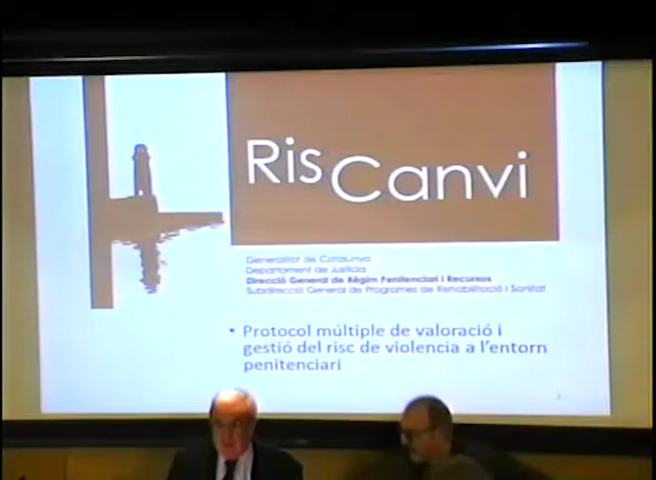 RisCanvi
Generalitat de Catalunya
Departament de Justícia
Direcció General de Règim Penitenciari i Recursos
Subdirecció General de Programes de Rehabilitació i Sanitat
• Protocol múltiple de valoració i
gestió del risc de violencia a l'entorn
penitenciari